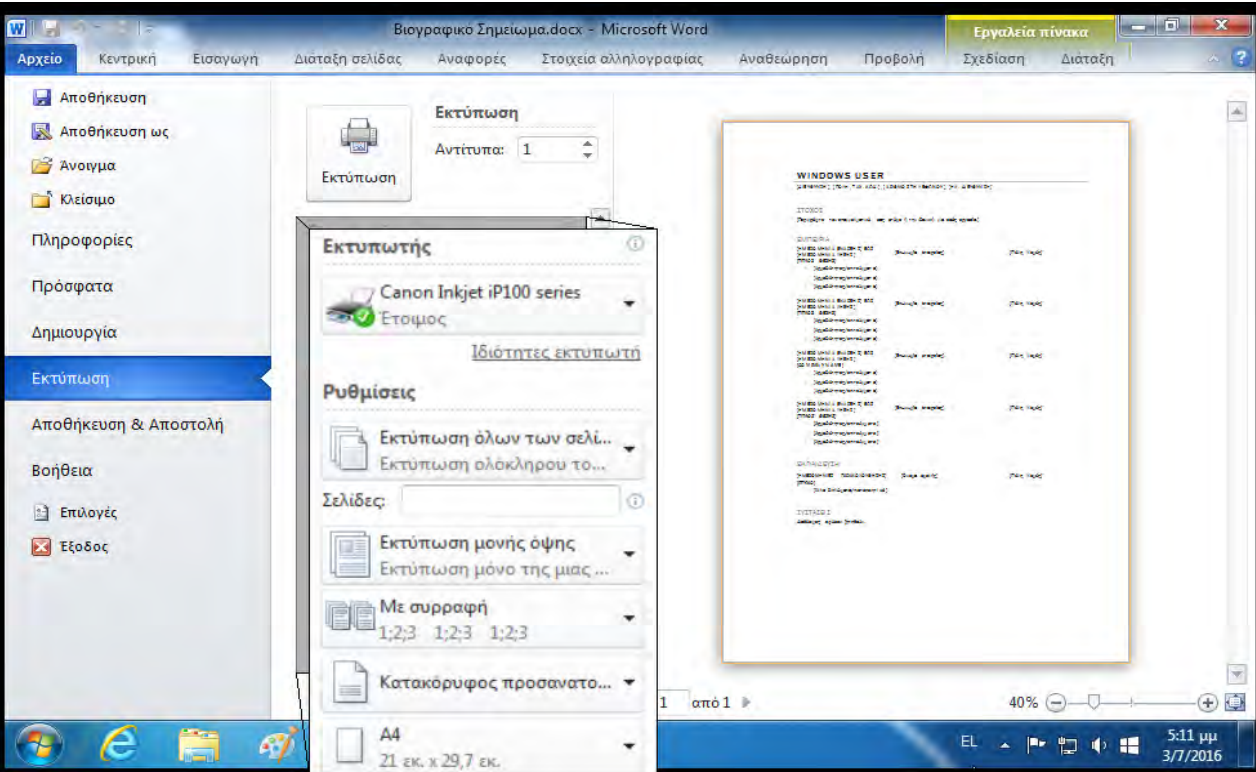 Βιογραφικό Σημείωμα.docx - Microsoft Word
Εργαλεία πίνακα
Αρχείο Κεντρική Εισαγωγή Διάταξη σελίδας Αναφορές Στοιχεία αλληλογραφίας Αναθεώρηση Προβολή Σχεδίαση Διάταξη
Αποθήκευση
Αποθήκευση ως
Άνοιγμα
Κλείσιμο
Πληροφορίες
Πρόσφατα
Δημιουργία
Εκτύπωση
Αποθήκευση & Αποστολή
Βοήθεια
Επιλογές
Έξοδος
Εκτύπωση
Εκτύπωση
Αντίτυπα: 1
Εκτυπωτής
Canon Inkjet iP100 series
Έτοιμος
Ιδιότητες εκτυπωτή
Ρυθμίσεις
Εκτύπωση όλων των σελί...
Εκτύπωση ολόκληρου το...
Σελίδες:
Εκτύπωση μονής όψης
Εκτύπωση μόνο της μιας ...
Με συρραφή
1;2;3 1;2;3 1;2;3
Κατακόρυφος προσανατο...
A4
21 εκ. x 29,7 εκ.
WINDOWS USER
ΣΤΟΧΟΣ
ΕΜΠΕΙΡΙΑ
ΕΚΠΑΙΔΕΥΣΗ
ΣΥΣΤΑΣΕΙΣ
1 από 1
40%
EL
5:11 μμ
3/7/2016